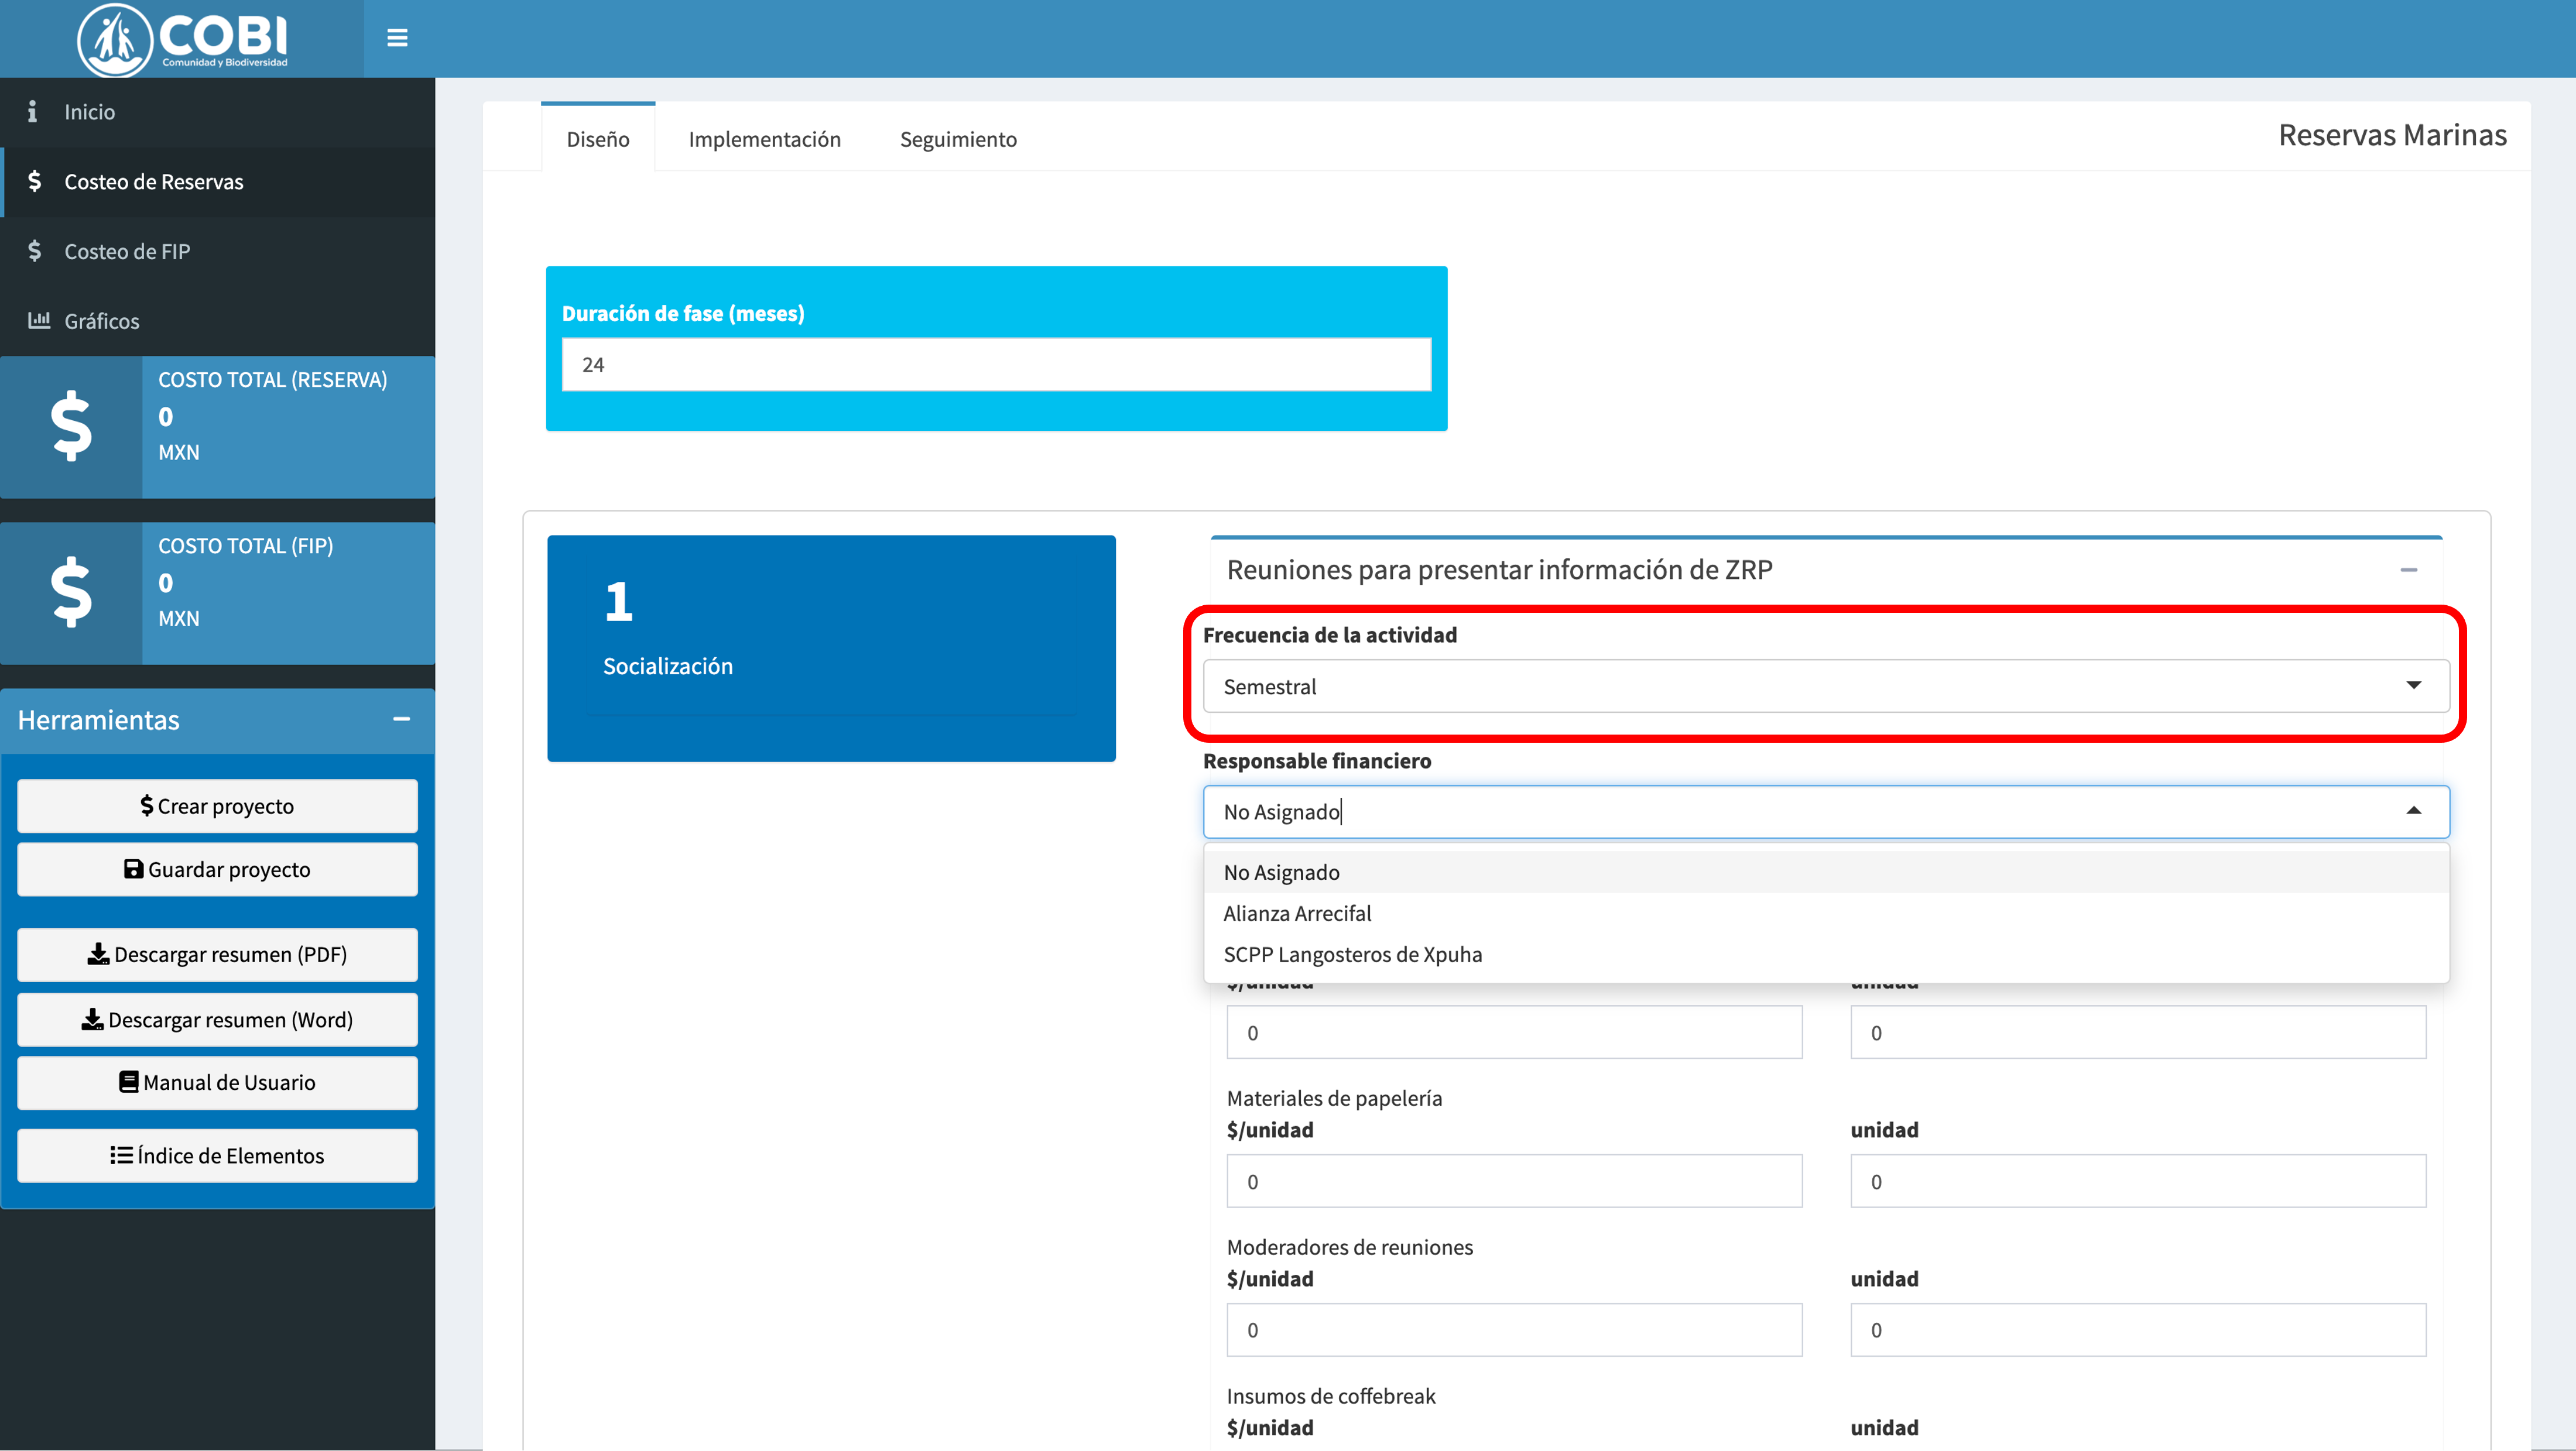 COBI
Comunidad y Biodiversidad
Inicio
Costeo de Reservas
Costeo de FIP
Gráficos
COSTO TOTAL (RESERVA)
0
MXN
COSTO TOTAL (FIP)
0
MXN
Herramientas
Crear proyecto
Guardar proyecto
Descargar resumen (PDF)
Descargar resumen (Word)
Manual de Usuario
Índice de Elementos
Diseño
Implementación
Seguimiento
Reservas Marinas
Duración de fase (meses)
24
1
Socialización
Reuniones para presentar información de ZRP
Frecuencia de la actividad
Semestral
Responsable financiero
No Asignado
No Asignado
Alianza Arrecifal
SCPP Langosteros de Xpuha
$/unidad unidad
0 0
Materiales de papelería
$/unidad unidad
0 0
Moderadores de reuniones
$/unidad unidad
0 0
Insumos de coffebreak
$/unidad unidad